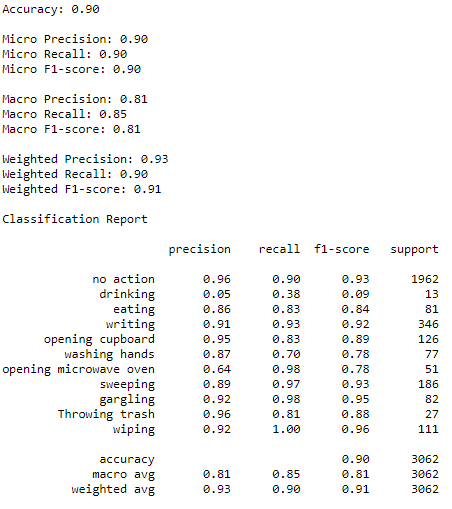 Accuracy: 0.90
Micro Precision: 0.90
Micro Recall: 0.90
Micro F1-score: 0.90
Macro Precision: 0.81
Macro Recall: 0.85
Macro F1-score: 0.81
Weighted Precision: 0.93
Weighted Recall: 0.90
Weighted F1-score: 0.91
Classification Report
precision recall f1-score support
no action 0.96 0.90 0.93 1962
drinking 0.05 0.38 0.09 13
eating 0.86 0.83 0.84 81
writing 0.91 0.93 0.92 346
opening cupboard 0.95 0.83 0.89 126
washing hands 0.87 0.70 0.78 77
opening microwave oven 0.64 0.98 0.78 51
sweeping 0.89 0.97 0.93 186
gargling 0.92 0.98 0.95 82
Throwing trash 0.96 0.81 0.88 27
wiping 0.92 1.00 0.96 111
accuracy 0.90 3062
macro avg 0.81 0.85 0.81 3062
weighted avg 0.93 0.90 0.91 3062